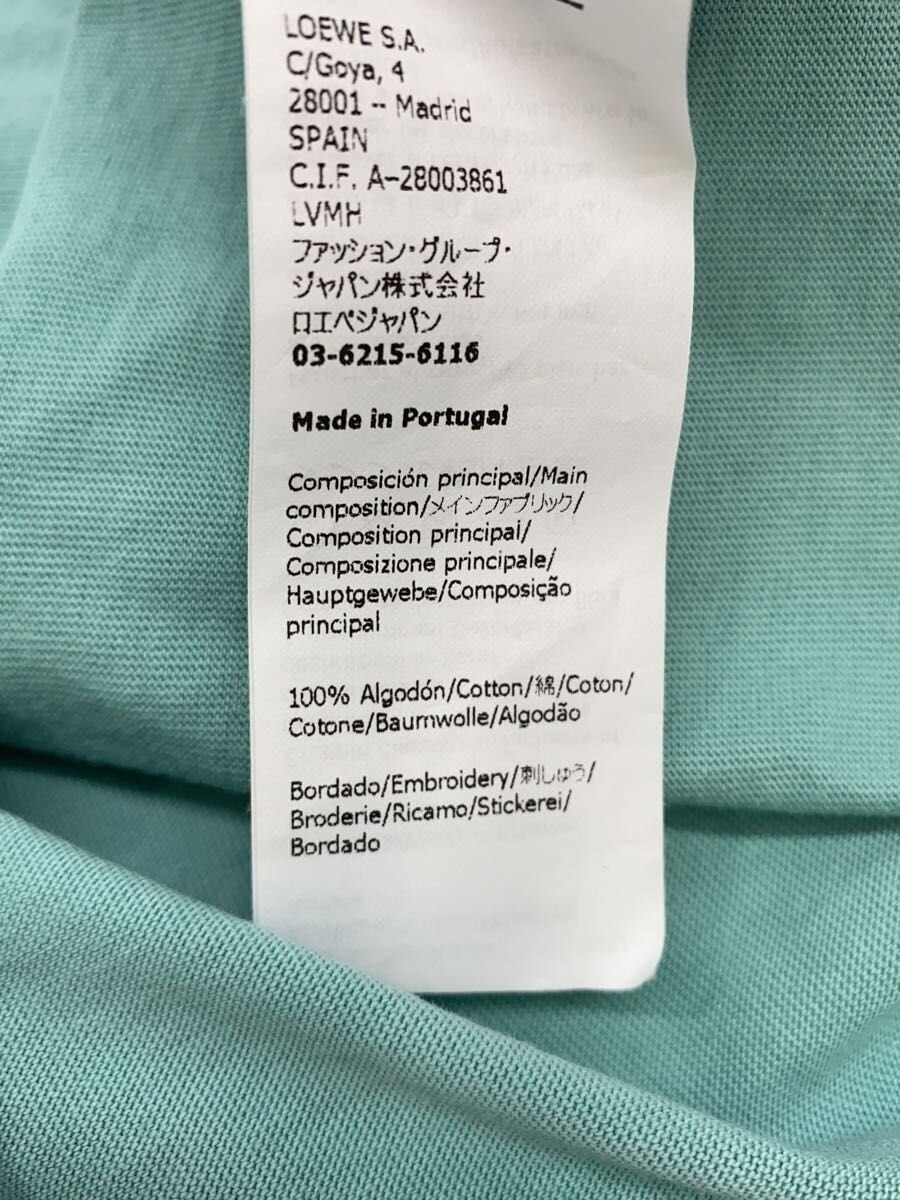 LOEWE S.A.
C/Goya, 4
28001 -- Madrid
SPAIN
C.I.F. A-28003861
LVMH
ファッション・グループ・
ジャパン株式会社
ロエベジャパン
03-6215-6116
Made in Portugal
Composición principal/Main
composition/メインファブリック/
Composition principal/
Composizione principale/
Hauptgewebe/Composição
principal
100% Algodón/Cotton/綿/Coton/
Cotone/Baumwolle/Algodão
Bordado/Embroidery/刺しゅう/
Broderie/Ricamo/Stickerei/
Bordado